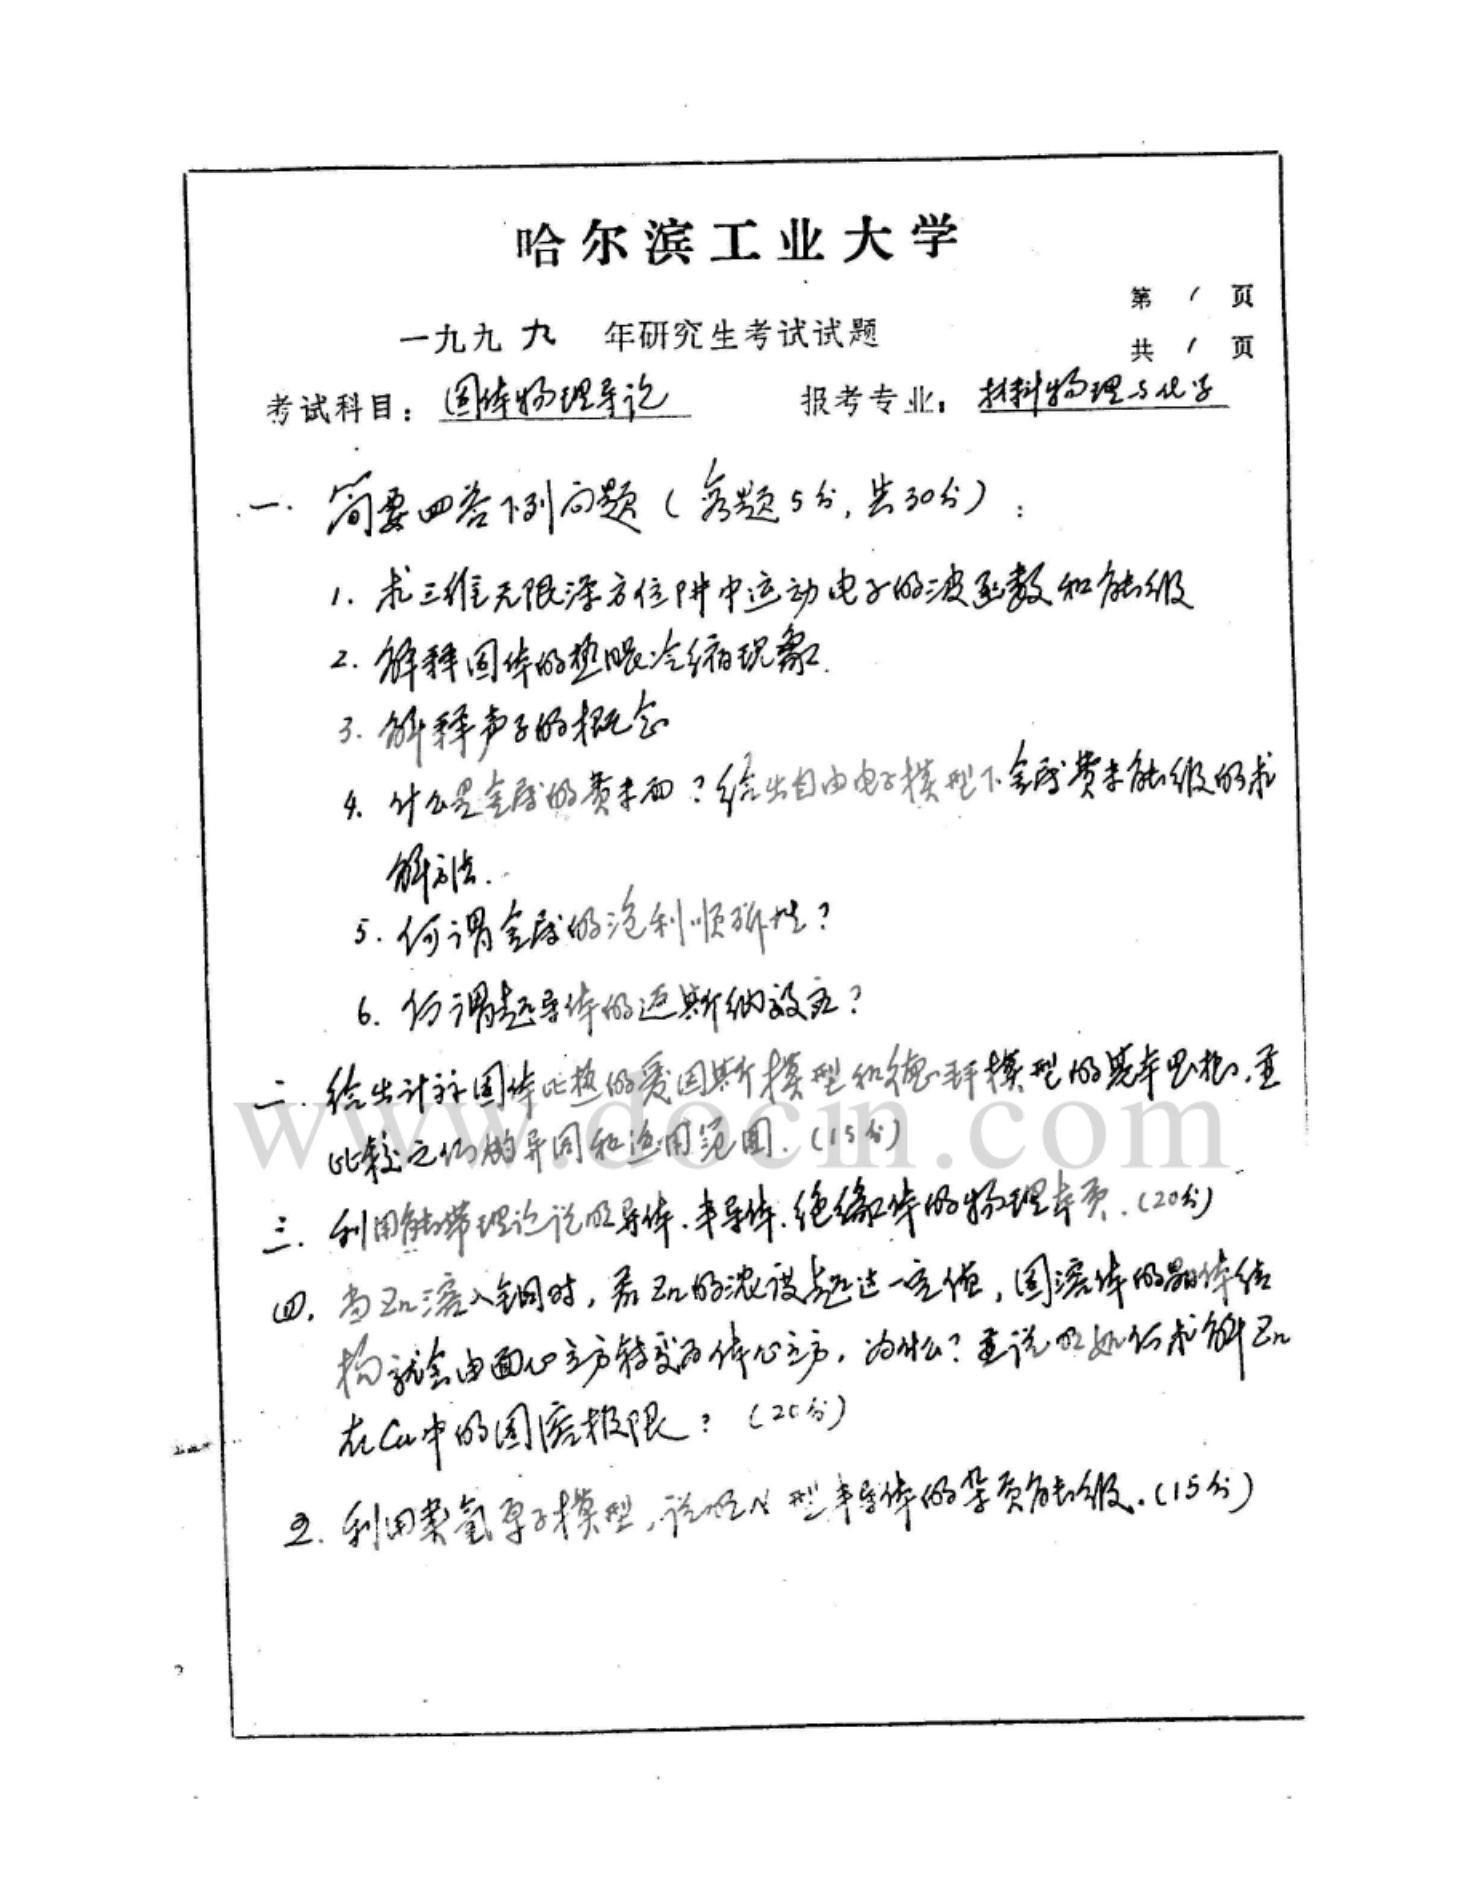 哈尔滨工业大学
第 1 页
一九九九 年研究生考试试题
共 1 页
考试科目：固体物理导论 报考专业：材料物理与化学
一. 简要回答下列问题（每题5分，共30分）：
1. 求三维无限深方位阱中运动电子的波函数和能级
2. 解释固体的热胀冷缩现象.
3. 解释声子的概念
4. 什么是金属的费米面？给出自由电子模型下金属费米能级的求
解方法.
5. 何谓金属的泡利顺磁性？
6. 何谓超导体的迈斯纳效应？
二. 给出计算固体比热的爱因斯模型和德拜模型的基本思想，并
比较它们的异同和适用范围.（15分）
www.docin.com
三. 利用能带理论说明导体、半导体、绝缘体的物理本质.（20分）
四. 当Zn溶入铜时，若Zn的浓度超过一定值，固溶体的晶体结
构就会由面心立方转变为体心立方，为什么？并说明如何求解Zn
在Cu中的固溶极限？（20分）
五. 利用类氢原子模型，说明N型半导体的杂质能级.（15分）